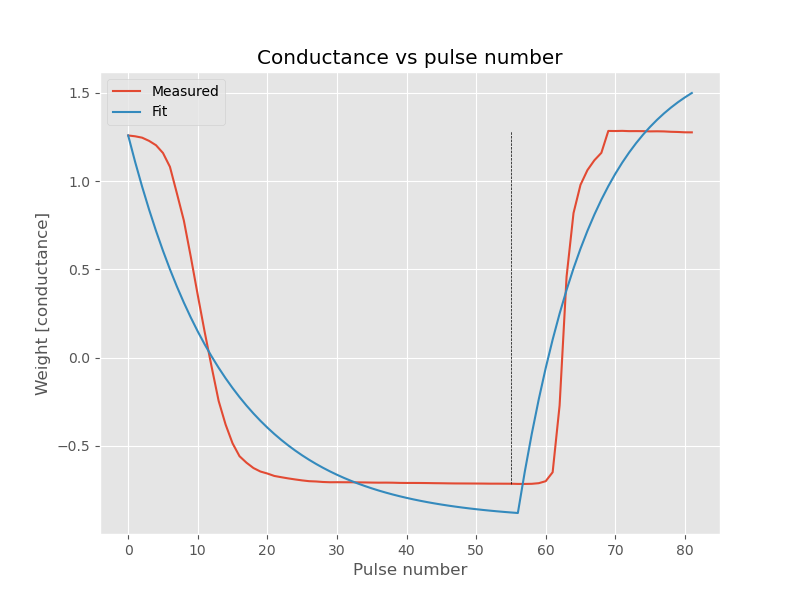 Conductance vs pulse number
Measured
Fit
1.5
1.0
0.5
0.0
−0.5
Weight [conductance]
0 10 20 30 40 50 60 70 80
Pulse number